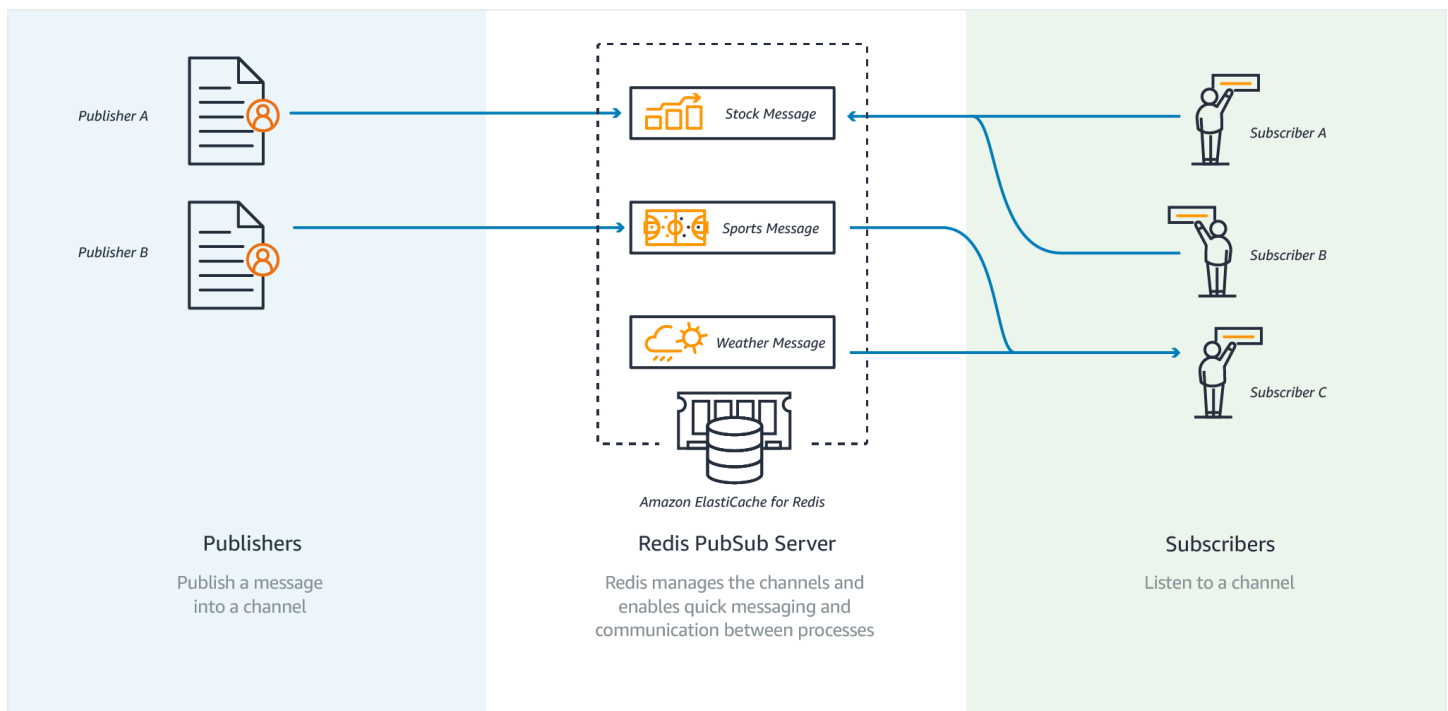 Publisher A
Stock Message
Subscriber A
Publisher B
Sports Message
Subscriber B
Weather Message
Subscriber C
Amazon ElastiCache for Redis
Publishers
Publish a message
into a channel
Redis PubSub Server
Redis manages the channels and
enables quick messaging and
communication between processes
Subscribers
Listen to a channel